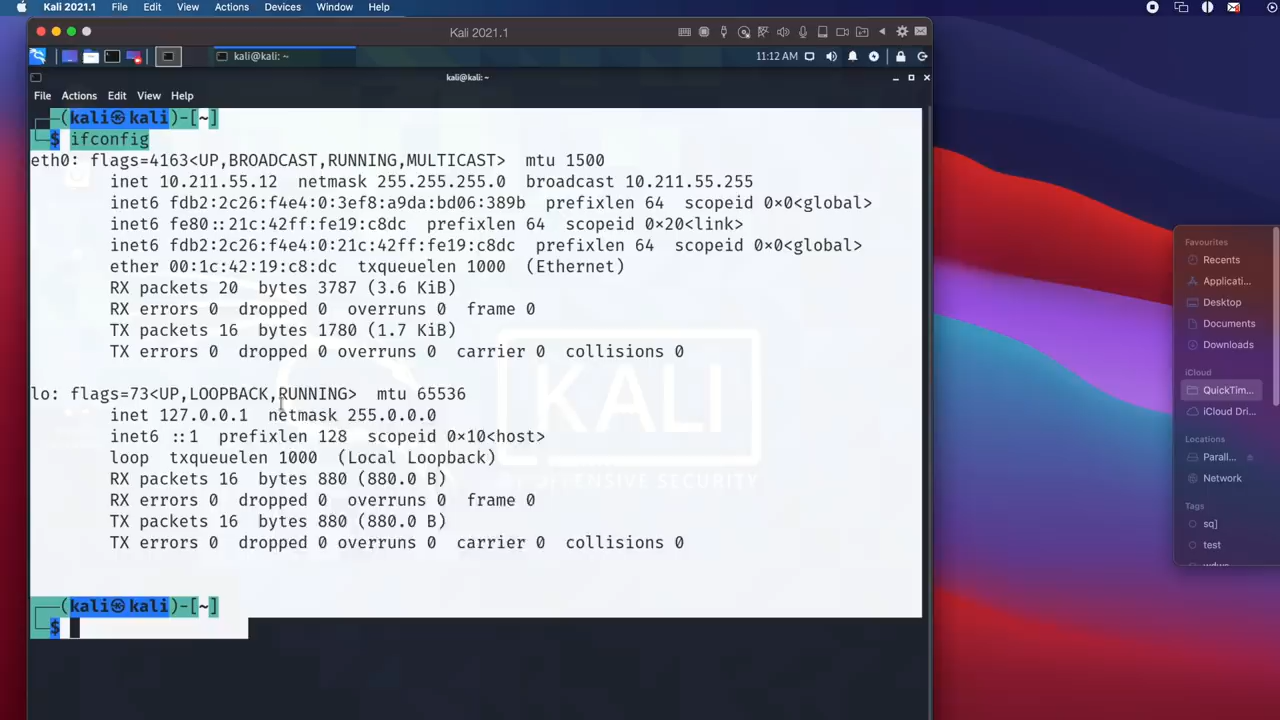 Kali 2021.1 File Edit View Actions Devices Window Help
Kali 2021.1
kali@kali: ~
11:12 AM
kali@kali: ~
File Actions Edit View Help
(kali㉿kali)-[~]
$ ifconfig
eth0: flags=4163<UP,BROADCAST,RUNNING,MULTICAST> mtu 1500
inet 10.211.55.12 netmask 255.255.255.0 broadcast 10.211.55.255
inet6 fdb2:2c26:f4e4:0:3ef8:a9da:bd06:389b prefixlen 64 scopeid 0×0<global>
inet6 fe80::21c:42ff:fe19:c8dc prefixlen 64 scopeid 0×20<link>
inet6 fdb2:2c26:f4e4:0:21c:42ff:fe19:c8dc prefixlen 64 scopeid 0×0<global>
ether 00:1c:42:19:c8:dc txqueuelen 1000 (Ethernet)
RX packets 20 bytes 3787 (3.6 KiB)
RX errors 0 dropped 0 overruns 0 frame 0
TX packets 16 bytes 1780 (1.7 KiB)
TX errors 0 dropped 0 overruns 0 carrier 0 collisions 0
lo: flags=73<UP,LOOPBACK,RUNNING> mtu 65536
inet 127.0.0.1 netmask 255.0.0.0
inet6 ::1 prefixlen 128 scopeid 0×10<host>
loop txqueuelen 1000 (Local Loopback)
RX packets 16 bytes 880 (880.0 B)
RX errors 0 dropped 0 overruns 0 frame 0
TX packets 16 bytes 880 (880.0 B)
TX errors 0 dropped 0 overruns 0 carrier 0 collisions 0
(kali㉿kali)-[~]
$
KALI
OFFENSIVE SECURITY
Favourites
Recents
Applicati...
Desktop
Documents
Downloads
iCloud
QuickTim...
iCloud Dri...
Locations
Parall...
Network
Tags
sq]
test